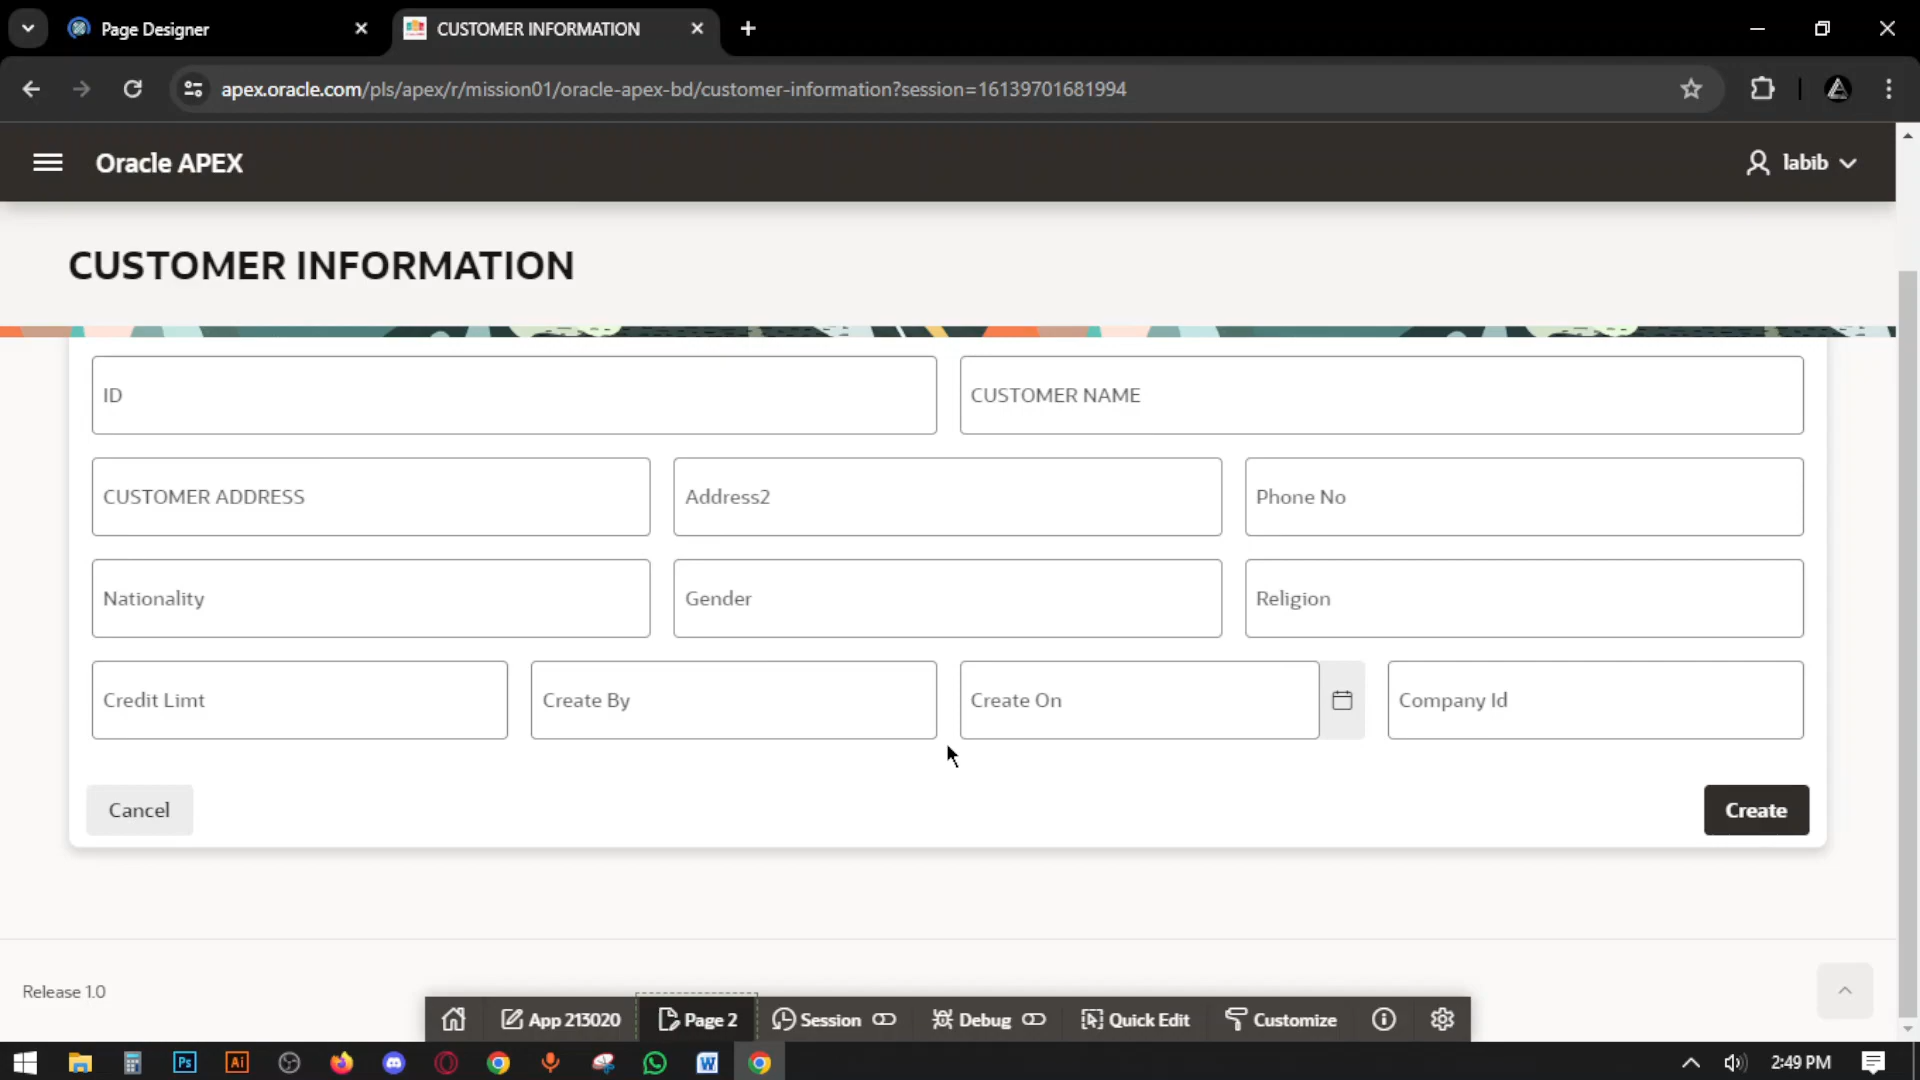 Page Designer
CUSTOMER INFORMATION
apex.oracle.com/pls/apex/r/mission01/oracle-apex-bd/customer-information?session=16139701681994
Oracle APEX
labib
CUSTOMER INFORMATION
ID
CUSTOMER NAME
CUSTOMER ADDRESS
Address2
Phone No
Nationality
Gender
Religion
Credit Limt
Create By
Create On
Company Id
Cancel
Create
Release 1.0
App 213020
Page 2
Session
Debug
Quick Edit
Customize
Ps
Ai
W
2:49 PM